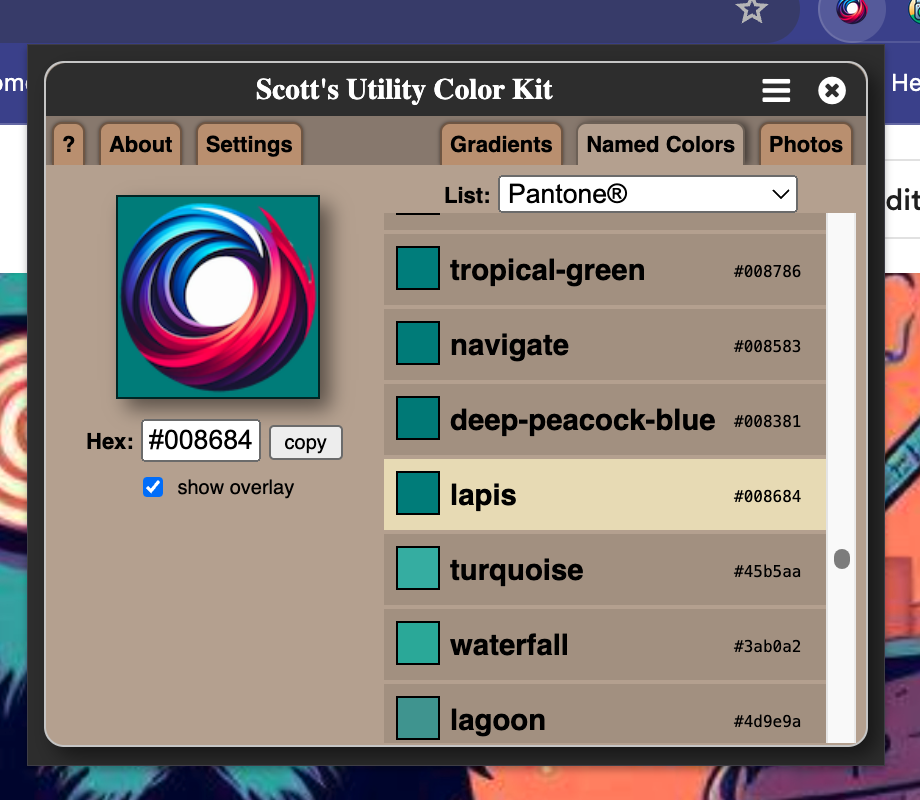 ome
He
Scott's Utility Color Kit
?
About
Settings
Gradients
Named Colors
Photos
List: Pantone®
dit
tropical-green #008786
navigate #008583
deep-peacock-blue #008381
lapis #008684
turquoise #45b5aa
waterfall #3ab0a2
lagoon #4d9e9a
Hex: #008684 copy
show overlay